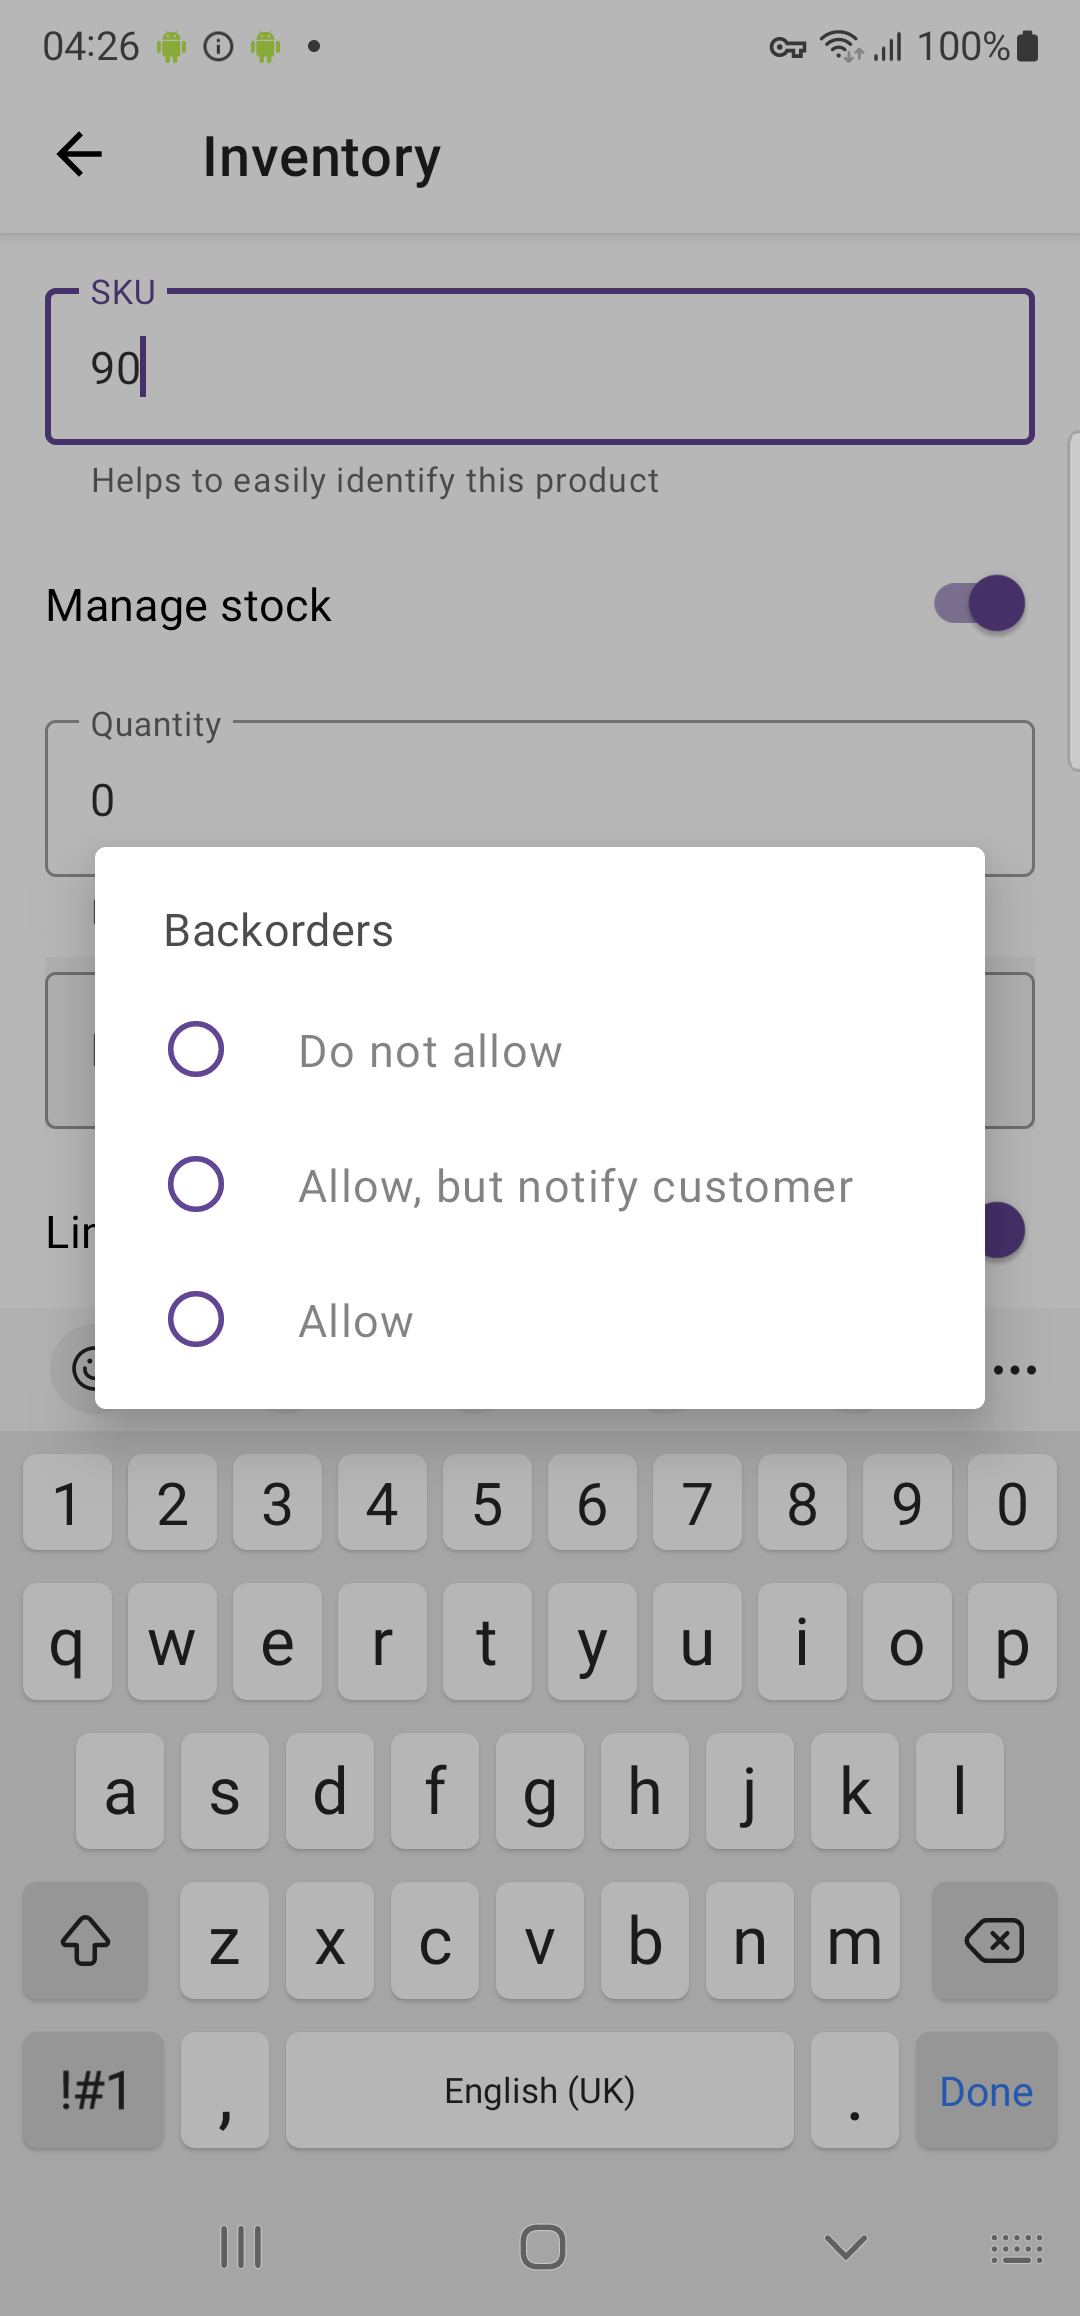 04:26
100%
Inventory
SKU
90
Helps to easily identify this product
Manage stock
Quantity
0
Backorders
Do not allow
Allow, but notify customer
Allow
1 2 3 4 5 6 7 8 9 0
q w e r t y u i o p
a s d f g h j k l
z x c v b n m
!#1 , English (UK) . Done